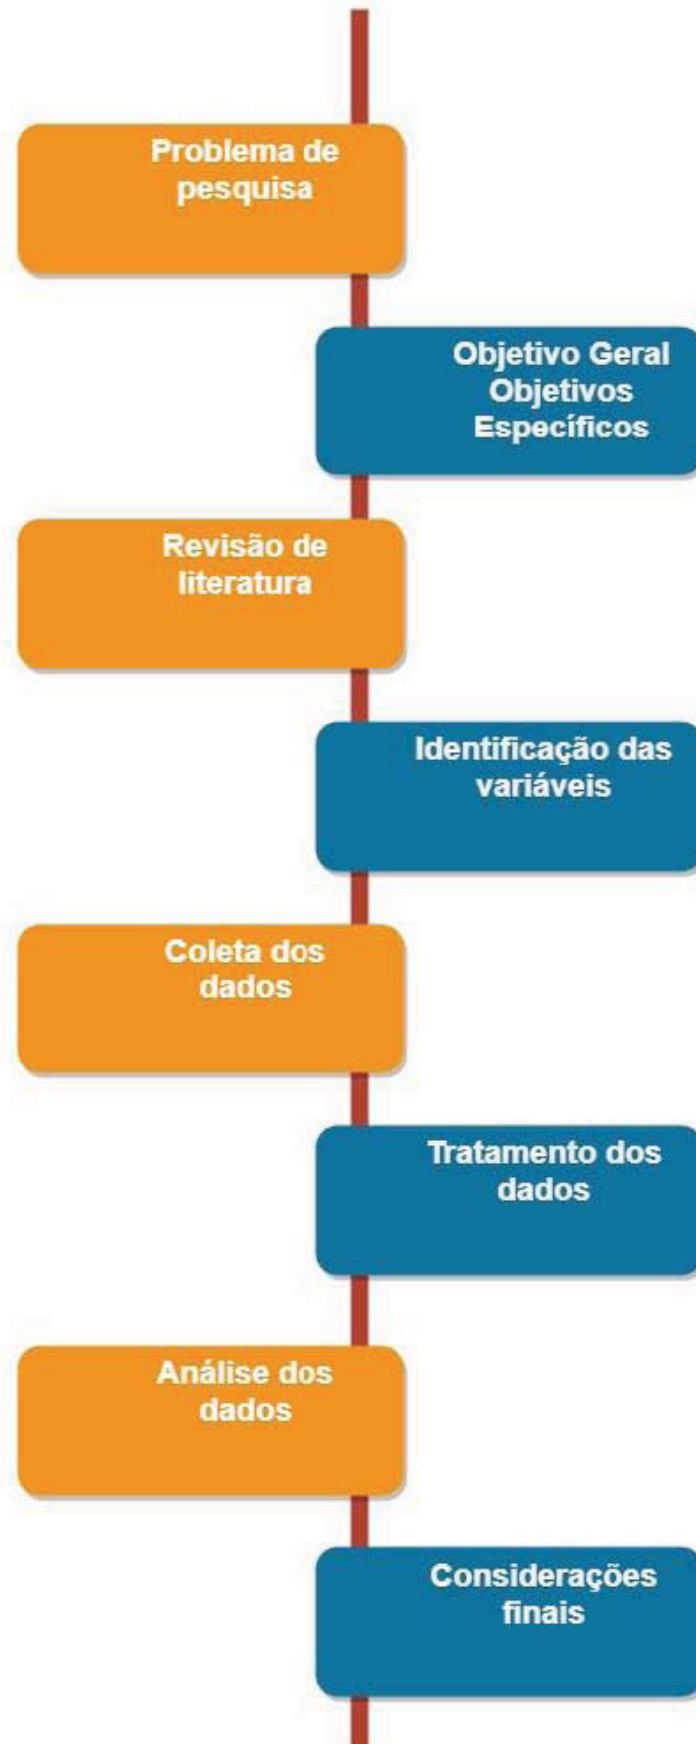 Problema de
pesquisa
Objetivo Geral
Objetivos
Específicos
Revisão de
literatura
Identificação das
variáveis
Coleta dos
dados
Tratamento dos
dados
Análise dos
dados
Considerações
finais